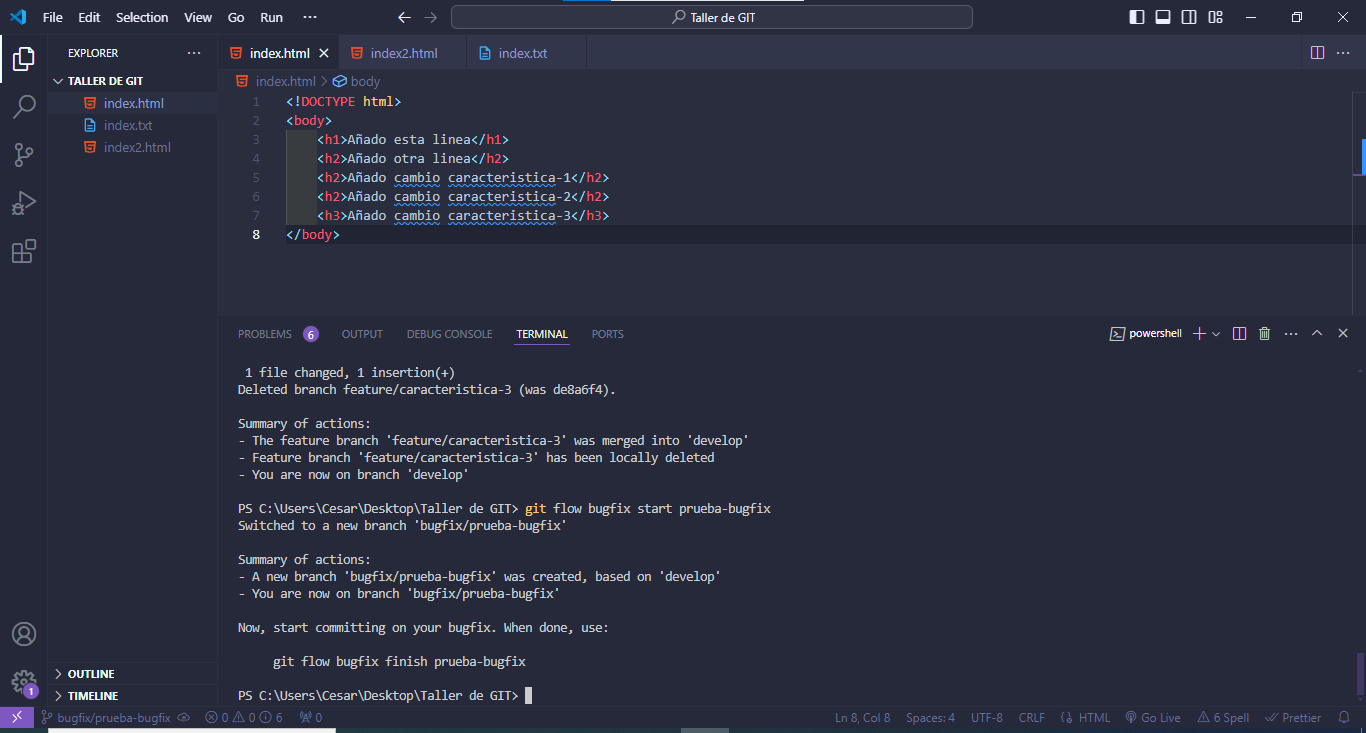 File Edit Selection View Go Run ··· Taller de GIT
EXPLORER ···
TALLER DE GIT
index.html
index.txt
index2.html
OUTLINE
TIMELINE
index.html index2.html index.txt
index.html > body
1 <!DOCTYPE html>
2 <body>
3 <h1>Añado esta linea</h1>
4 <h2>Añado otra linea</h2>
5 <h2>Añado cambio caracteristica-1</h2>
6 <h2>Añado cambio caracteristica-2</h2>
7 <h3>Añado cambio caracteristica-3</h3>
8 </body>
PROBLEMS 6 OUTPUT DEBUG CONSOLE TERMINAL PORTS powershell
1 file changed, 1 insertion(+)
Deleted branch feature/caracteristica-3 (was de8a6f4).
Summary of actions:
- The feature branch 'feature/caracteristica-3' was merged into 'develop'
- Feature branch 'feature/caracteristica-3' has been locally deleted
- You are now on branch 'develop'
PS C:\Users\Cesar\Desktop\Taller de GIT> git flow bugfix start prueba-bugfix
Switched to a new branch 'bugfix/prueba-bugfix'
Summary of actions:
- A new branch 'bugfix/prueba-bugfix' was created, based on 'develop'
- You are now on branch 'bugfix/prueba-bugfix'
Now, start committing on your bugfix. When done, use:
git flow bugfix finish prueba-bugfix
PS C:\Users\Cesar\Desktop\Taller de GIT>
1
bugfix/prueba-bugfix 0 0 6 0 Ln 8, Col 8 Spaces: 4 UTF-8 CRLF HTML Go Live 6 Spell Prettier